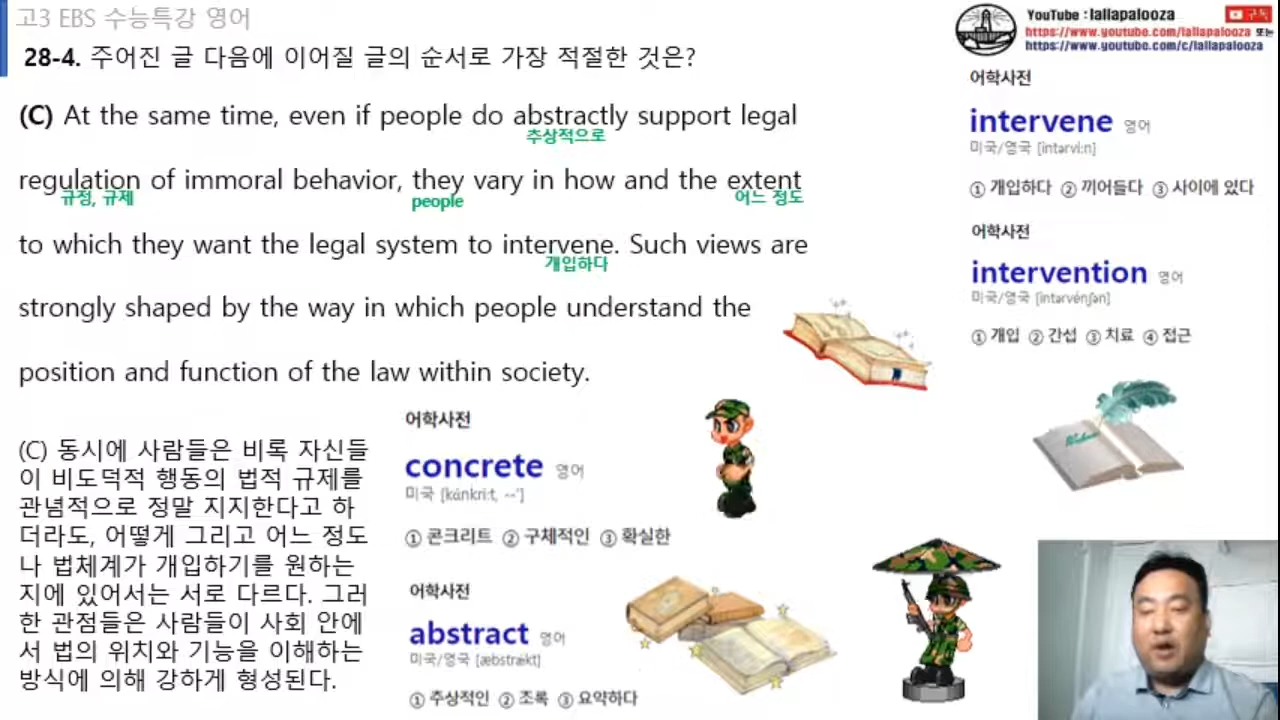 고3 EBS 수능특강 영어
28-4. 주어진 글 다음에 이어질 글의 순서로 가장 적절한 것은?
YouTube : lallapalooza
구독
https://www.youtube.com/lallapalooza 또는
https://www.youtube.com/c/lallapalooza
(C) At the same time, even if people do abstractly support legal
추상적으로
regulation of immoral behavior, they vary in how and the extent
규정, 규제 people 어느 정도
to which they want the legal system to intervene. Such views are
개입하다
strongly shaped by the way in which people understand the
position and function of the law within society.
어학사전
intervene 영어
미국/영국 [intərvíːn]
① 개입하다 ② 끼어들다 ③ 사이에 있다
어학사전
intervention 영어
미국/영국 [intərvénʃən]
① 개입 ② 간섭 ③ 치료 ④ 접근
(C) 동시에 사람들은 비록 자신들
이 비도덕적 행동의 법적 규제를
관념적으로 정말 지지한다고 하
더라도, 어떻게 그리고 어느 정도
나 법체계가 개입하기를 원하는
지에 있어서는 서로 다르다. 그러
한 관점들은 사람들이 사회 안에
서 법의 위치와 기능을 이해하는
방식에 의해 강하게 형성된다.
어학사전
concrete 영어
미국 [kάnkriːt, --´]
① 콘크리트 ② 구체적인 ③ 확실한
어학사전
abstract 영어
미국/영국 [æbstrǽkt]
① 추상적인 ② 초록 ③ 요약하다